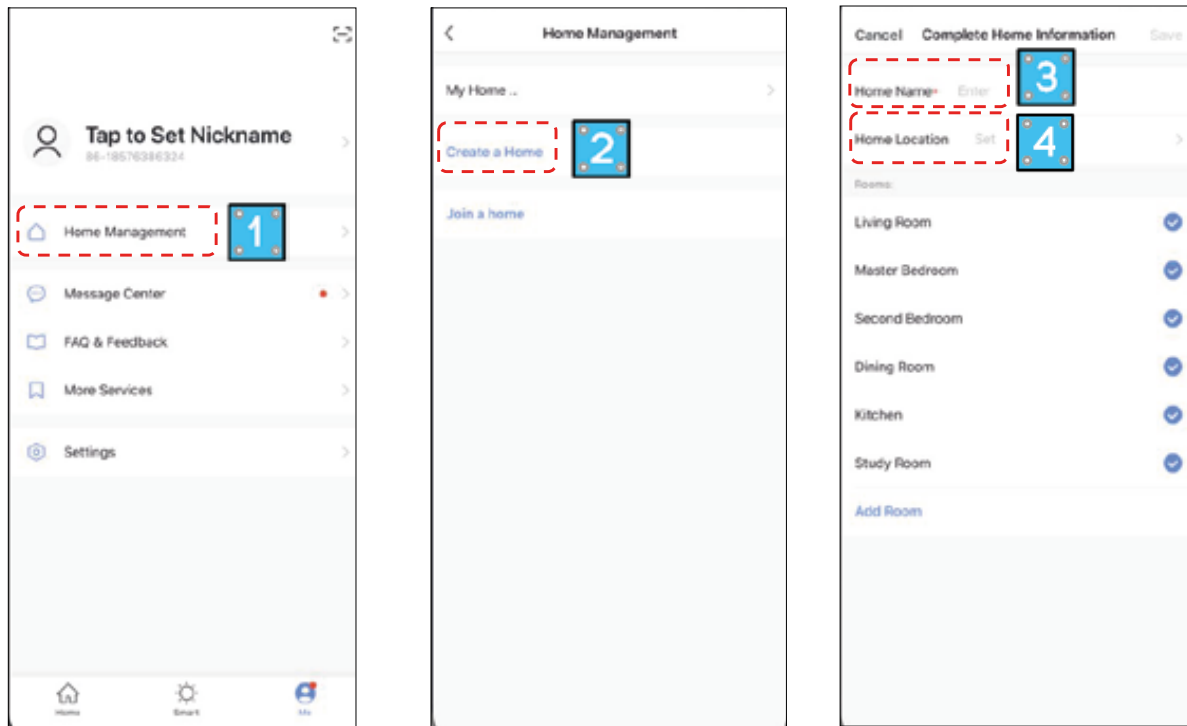 Tap to Set Nickname
86-18576386324
Home Management
1
Message Center
FAQ & Feedback
More Services
Settings
Home
Smart
Me
Home Management
My Home ..
Create a Home
2
Join a home
Cancel Complete Home Information Save
Home Name* Enter
3
Home Location Set
4
Rooms:
Living Room
Master Bedroom
Second Bedroom
Dining Room
Kitchen
Study Room
Add Room